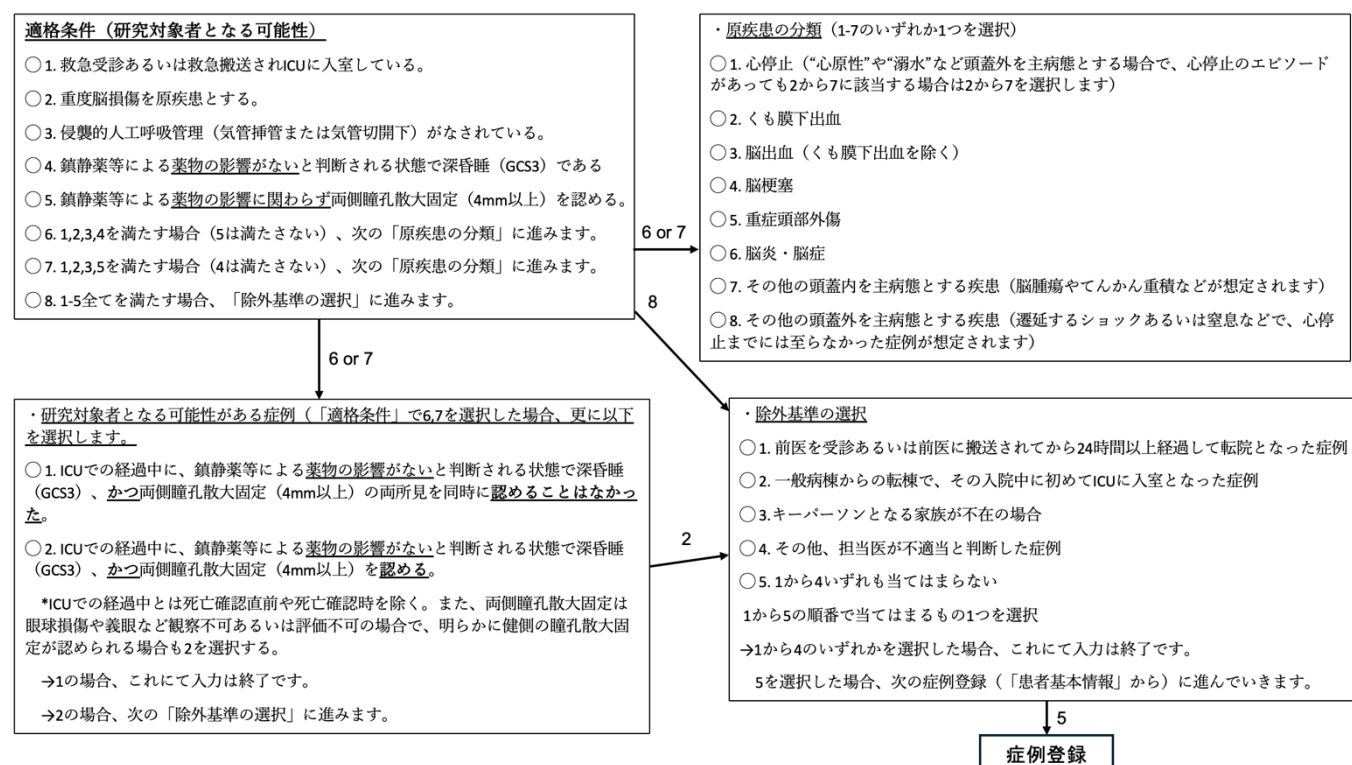 適格条件（研究対象者となる可能性）
○1. 救急受診あるいは救急搬送されICUに入室している。
○2. 重度脳損傷を原疾患とする。
○3. 侵襲的人工呼吸管理（気管挿管または気管切開下）がなされている。
○4. 鎮静薬等による薬物の影響がないと判断される状態で深昏睡（GCS3）である
○5. 鎮静薬等による薬物の影響に関わらず両側瞳孔散大固定（4mm以上）を認める。
○6. 1,2,3,4を満たす場合（5は満たさない）、次の「原疾患の分類」に進みます。
○7. 1,2,3,5を満たす場合（4は満たさない）、次の「原疾患の分類」に進みます。
○8. 1-5全てを満たす場合、「除外基準の選択」に進みます。
6 or 7
8
6 or 7
・原疾患の分類（1-7のいずれか1つを選択）
○1. 心停止（“心原性”や“溺水”など頭蓋外を主病態とする場合で、心停止のエピソード
があっても2から7に該当する場合は2から7を選択します）
○2. くも膜下出血
○3. 脳出血（くも膜下出血を除く）
○4. 脳梗塞
○5. 重症頭部外傷
○6. 脳炎・脳症
○7. その他の頭蓋内を主病態とする疾患（脳腫瘍やてんかん重積などが想定されます）
○8. その他の頭蓋外を主病態とする疾患（遷延するショックあるいは窒息などで、心停
止までには至らなかった症例が想定されます）
・研究対象者となる可能性がある症例（「適格条件」で6,7を選択した場合、更に以下
を選択します。
○1. ICUでの経過中に、鎮静薬等による薬物の影響がないと判断される状態で深昏睡
（GCS3）、かつ両側瞳孔散大固定（4mm以上）の両所見を同時に認めることはなかっ
た。
○2. ICUでの経過中に、鎮静薬等による薬物の影響がないと判断される状態で深昏睡
（GCS3）、かつ両側瞳孔散大固定（4mm以上）を認める。
*ICUでの経過中とは死亡確認直前や死亡確認時を除く。また、両側瞳孔散大固定は
眼球損傷や義眼など観察不可あるいは評価不可の場合で、明らかに健側の瞳孔散大固
定が認められる場合も2を選択する。
→1の場合、これにて入力は終了です。
→2の場合、次の「除外基準の選択」に進みます。
2
・除外基準の選択
○1. 前医を受診あるいは前医に搬送されてから24時間以上経過して転院となった症例
○2. 一般病棟からの転棟で、その入院中に初めてICUに入室となった症例
○3.キーパーソンとなる家族が不在の場合
○4. その他、担当医が不適当と判断した症例
○5. 1から4いずれも当てはまらない
1から5の順番で当てはまるもの1つを選択
→1から4のいずれかを選択した場合、これにて入力は終了です。
5を選択した場合、次の症例登録（「患者基本情報」から）に進んでいきます。
5
症例登録